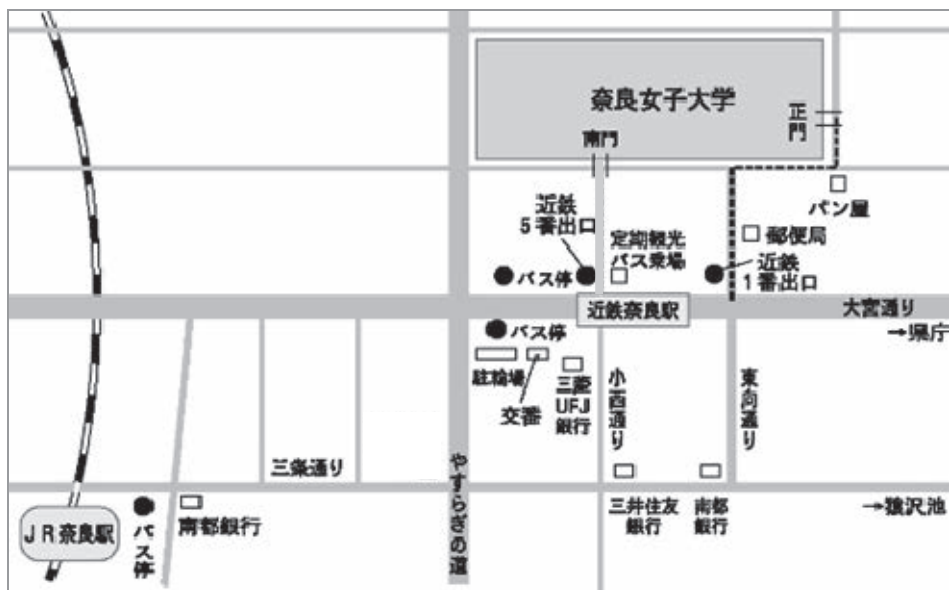 奈良女子大学
正門
南門
パン屋
近鉄
5番出口
定期観光
バス乗場
郵便局
近鉄
1番出口
バス停
近鉄奈良駅
大宮通り
→県庁
バス停
駐輪場
交番
三菱
UFJ
銀行
小西通り
東向通り
三条通り
やすらぎの道
JR奈良駅
バス停
南都銀行
三井住友
銀行
南都
銀行
→猿沢池